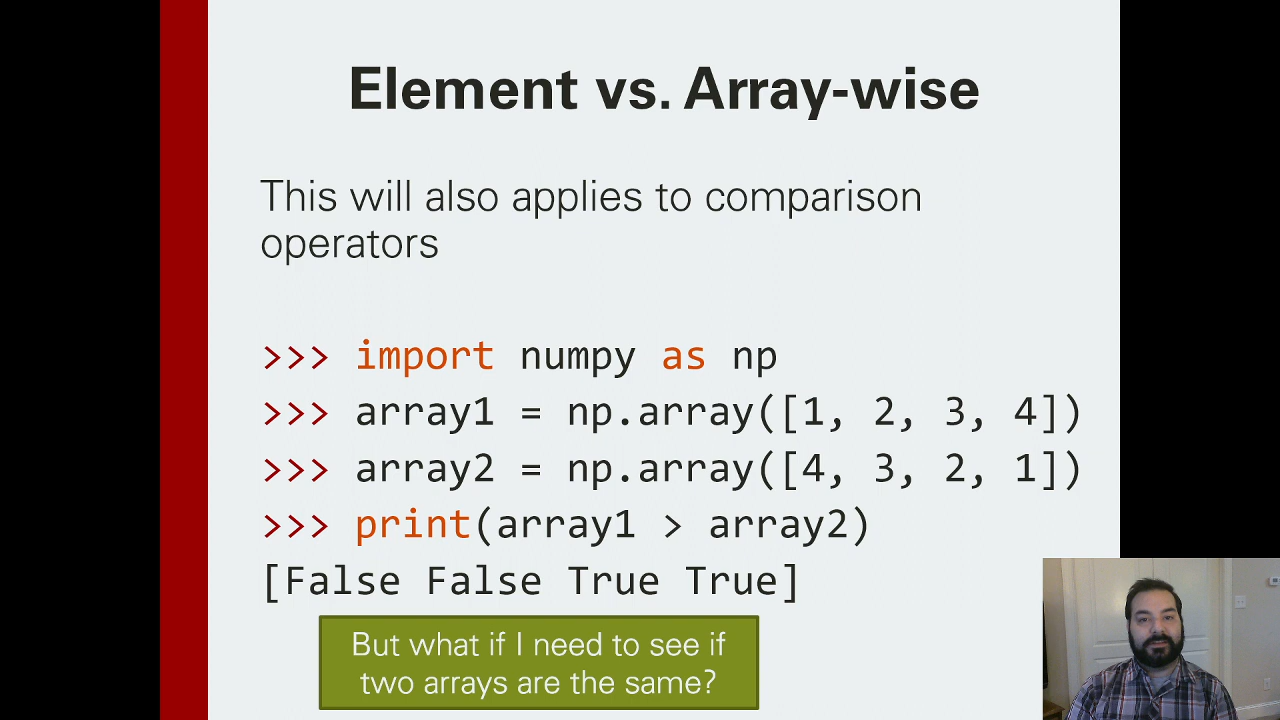 Element vs. Array-wise
This will also applies to comparison
operators
>>> import numpy as np
>>> array1 = np.array([1, 2, 3, 4])
>>> array2 = np.array([4, 3, 2, 1])
>>> print(array1 > array2)
[False False True True]
But what if I need to see if
two arrays are the same?